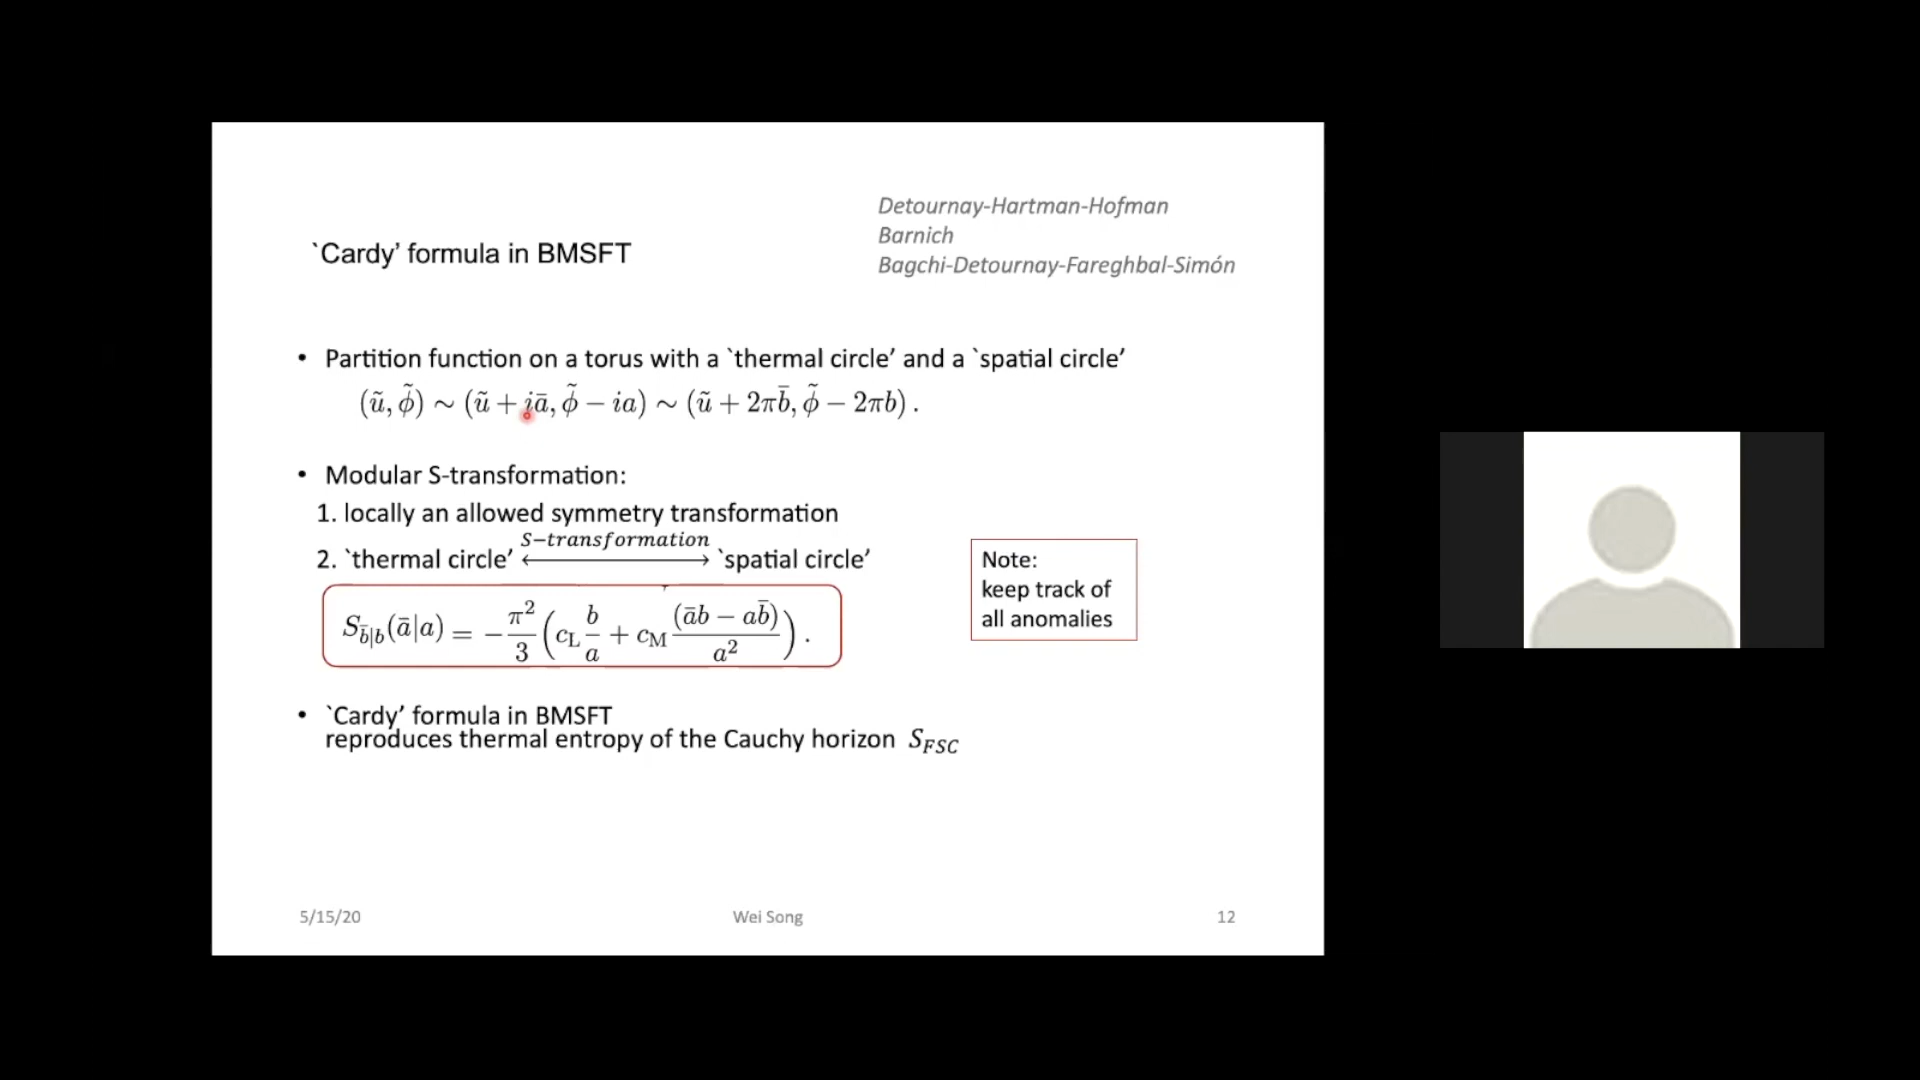 Detournay-Hartman-Hofman
Barnich
Bagchi-Detournay-Fareghbal-Simón
`Cardy’ formula in BMSFT
• Partition function on a torus with a `thermal circle’ and a `spatial circle’
(ũ, φ̃) ∼ (ũ + iā, φ̃ − ia) ∼ (ũ + 2πb̄, φ̃ − 2πb) .
• Modular S-transformation:
1. locally an allowed symmetry transformation
S−transformation
2. `thermal circle’ ⟷ `spatial circle’
Note:
keep track of
all anomalies
S_{b̄|b}(ā|a) = −π²/3 (c_L b/a + c_M (āb − ab̄)/a²) .
• `Cardy’ formula in BMSFT
reproduces thermal entropy of the Cauchy horizon S_{FSC}
5/15/20
Wei Song
12